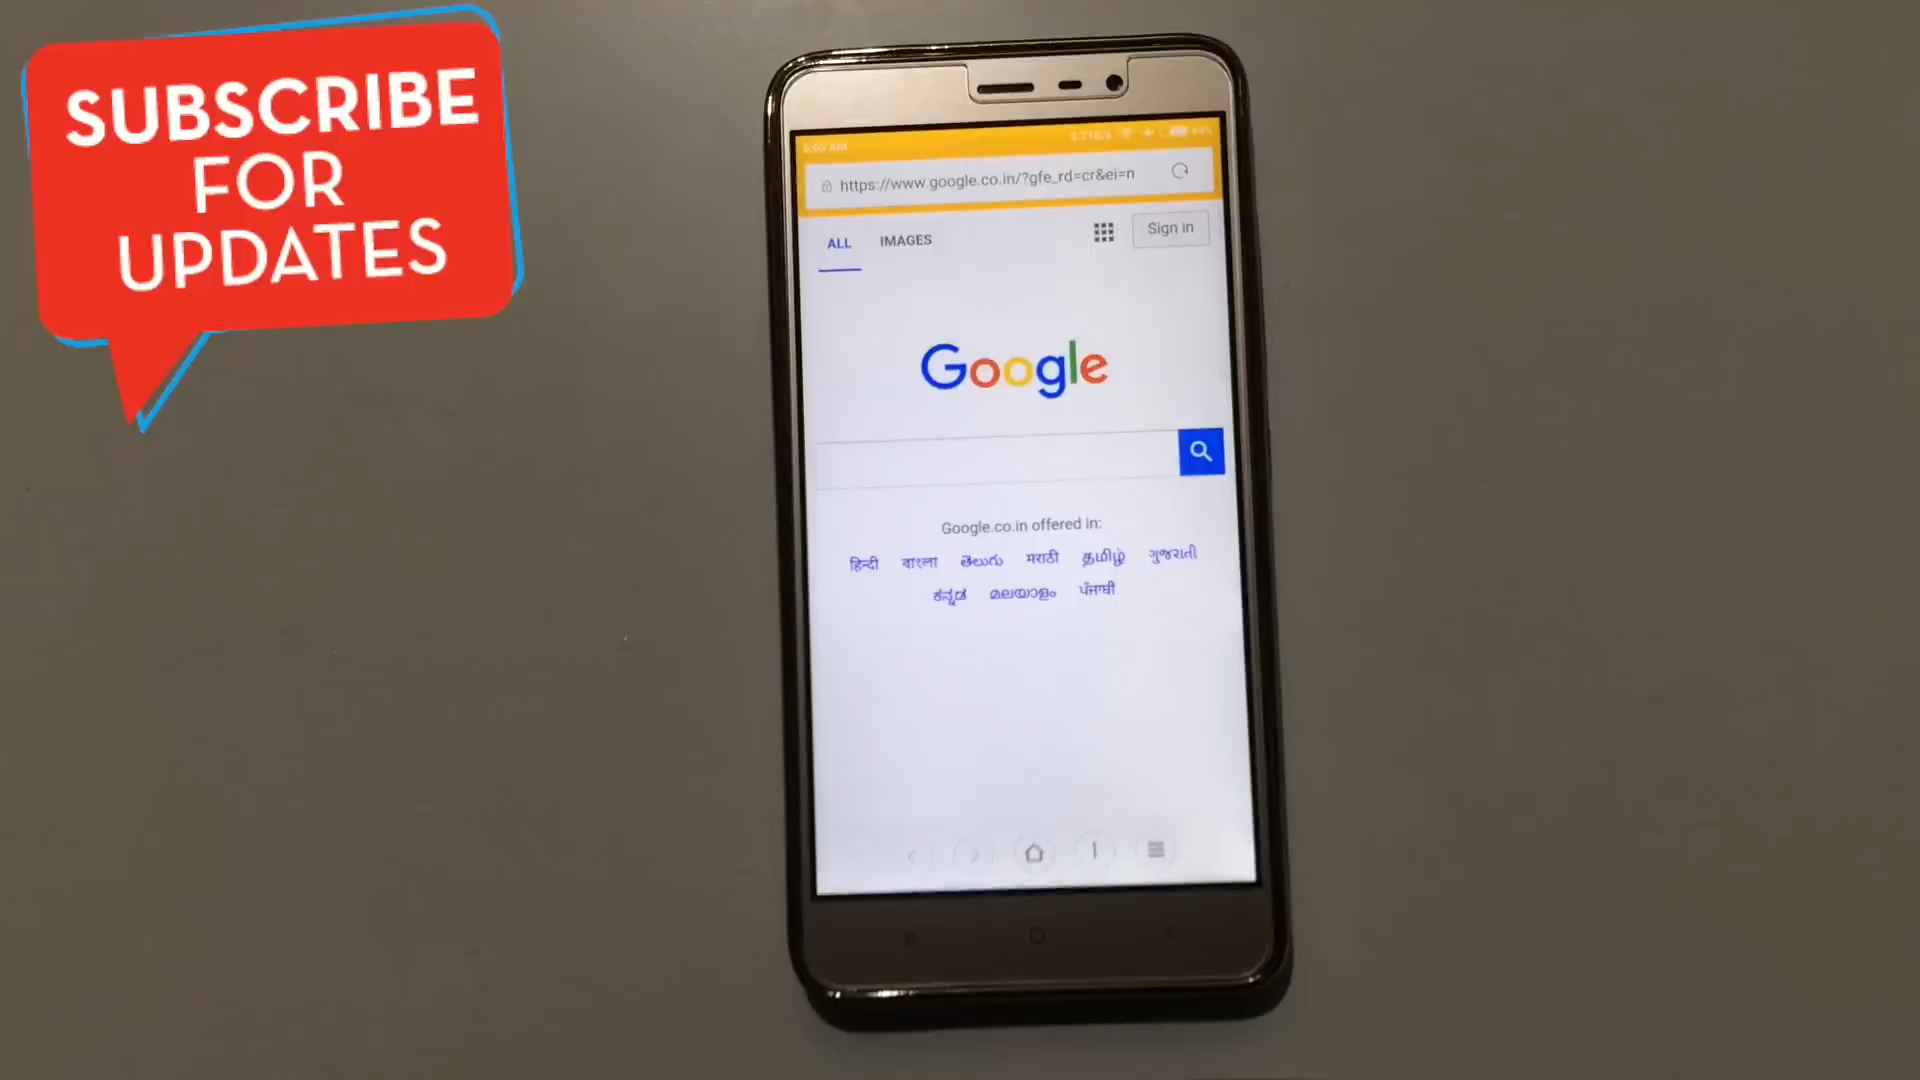 SUBSCRIBE
FOR
UPDATES
https://www.google.co.in/?gfe_rd=cr&ei=n
ALL IMAGES Sign in
Google
Google.co.in offered in:
हिन्दी বাংলা తెలుగు मराठी தமிழ் ગુજરાતી
ಕನ್ನಡ മലയാളം ਪੰਜਾਬੀ